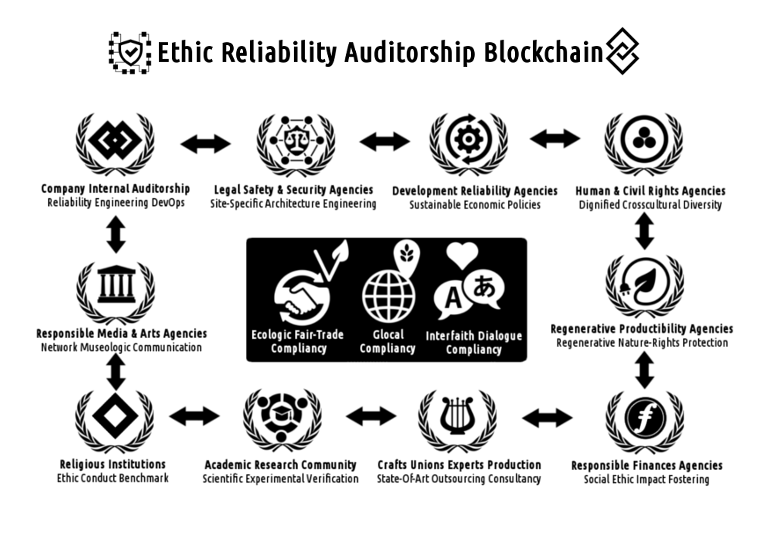 Ethic Reliability Auditorship Blockchain
Company Internal Auditorship
Reliability Engineering DevOps
Legal Safety & Security Agencies
Site-Specific Architecture Engineering
Development Reliability Agencies
Sustainable Economic Policies
Human & Civil Rights Agencies
Dignified Crosscultural Diversity
Responsible Media & Arts Agencies
Network Museologic Communication
Ecologic Fair-Trade
Compliancy
Glocal
Compliancy
A
あ
Interfaith Dialogue
Compliancy
Regenerative Productibility Agencies
Regenerative Nature-Rights Protection
Religious Institutions
Ethic Conduct Benchmark
Academic Research Community
Scientific Experimental Verification
Crafts Unions Experts Production
State-Of-Art Outsourcing Consultancy
Responsible Finances Agencies
Social Ethic Impact Fostering